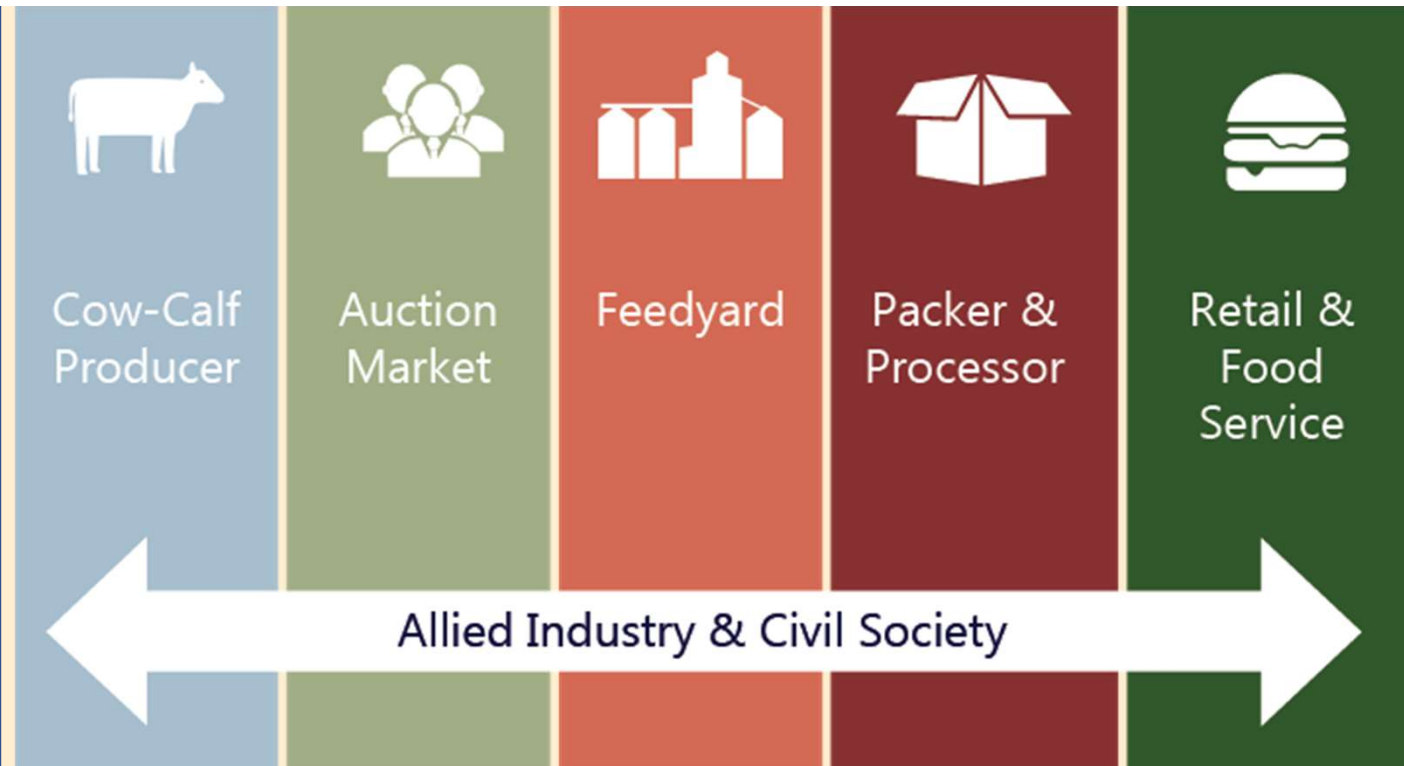 Cow-Calf
Producer
Auction
Market
Feedyard
Packer &
Processor
Retail &
Food
Service
Allied Industry & Civil Society